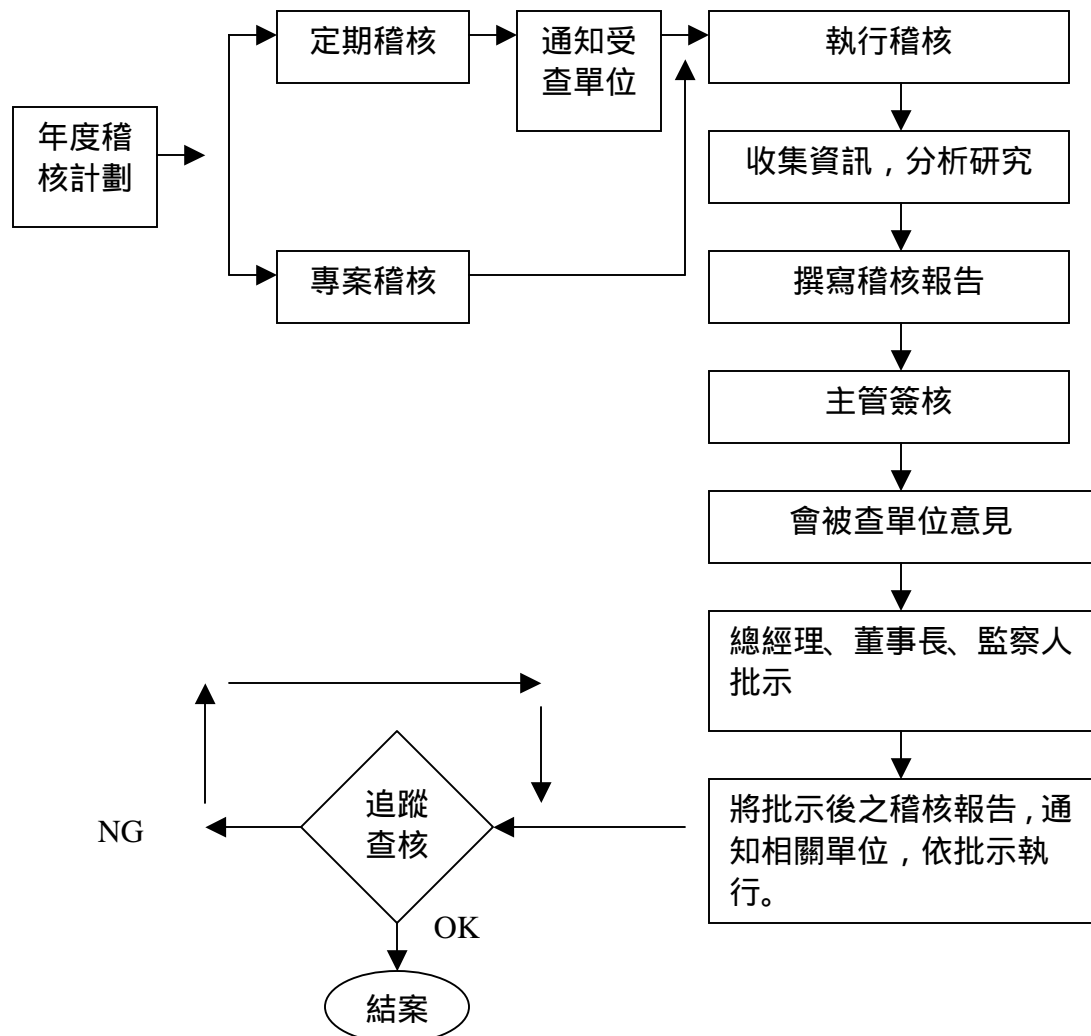 年度稽
核計劃
定期稽核
專案稽核
通知受
查單位
執行稽核
收集資訊，分析研究
撰寫稽核報告
主管簽核
會被查單位意見
總經理、董事長、監察人
批示
將批示後之稽核報告，通
知相關單位，依批示執
行。
追蹤
查核
NG
OK
結案